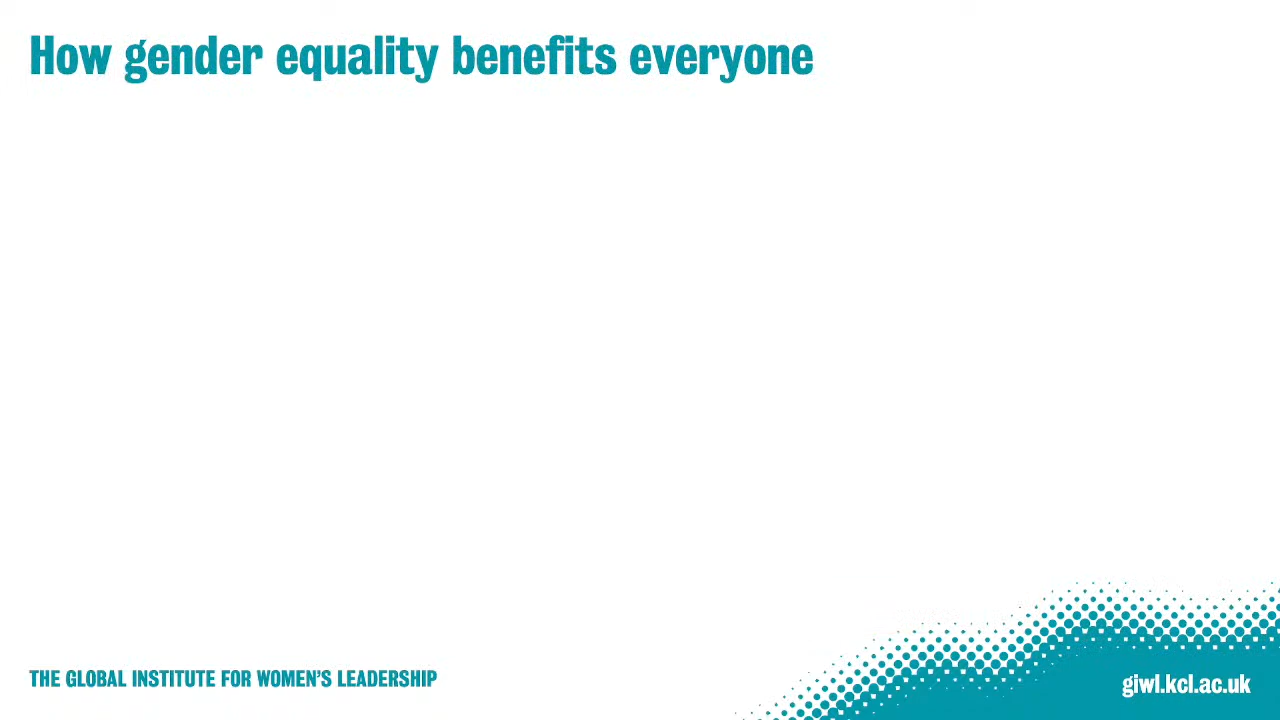 How gender equality benefits everyone
THE GLOBAL INSTITUTE FOR WOMEN'S LEADERSHIP
giwl.kcl.ac.uk